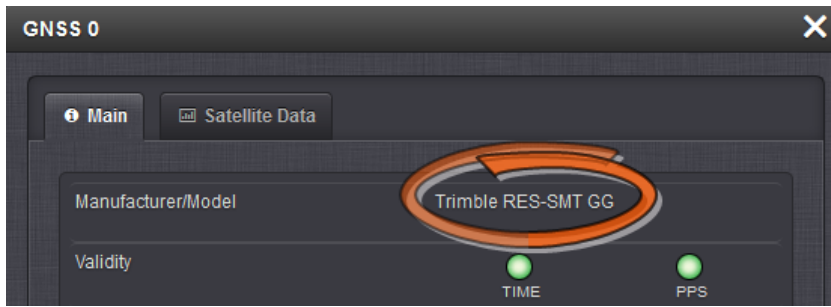 GNSS 0
Main
Satellite Data
Manufacturer/Model Trimble RES-SMT GG
Validity
TIME PPS